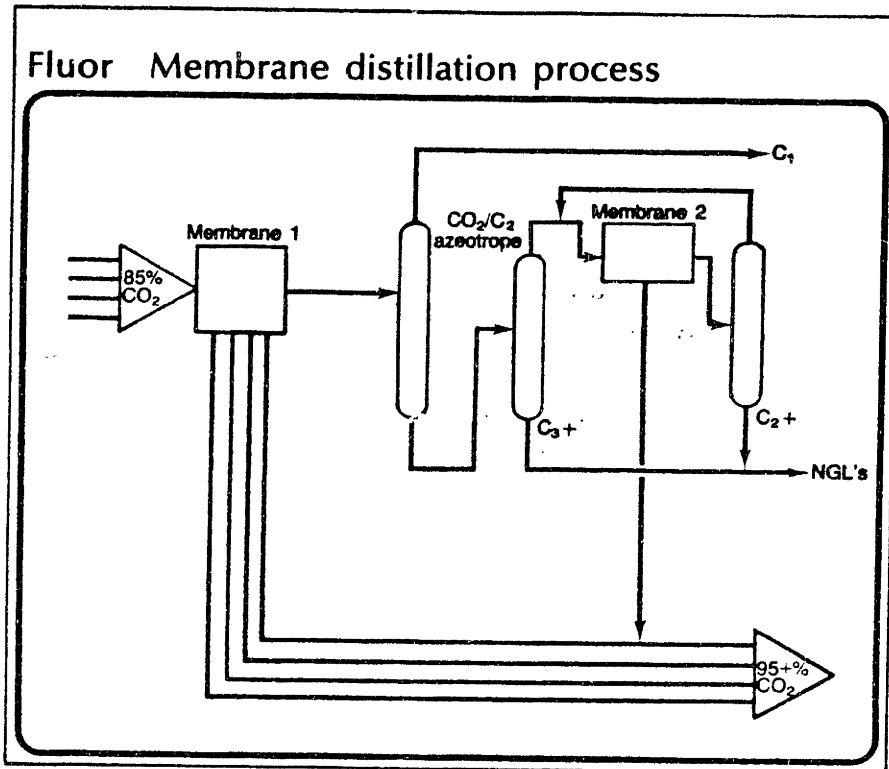 Fluor Membrane distillation process
C₁
CO₂/C₂
azeotrope
Membrane 2
Membrane 1
85%
CO₂
C₃+
C₂+
NGL's
95+%
CO₂